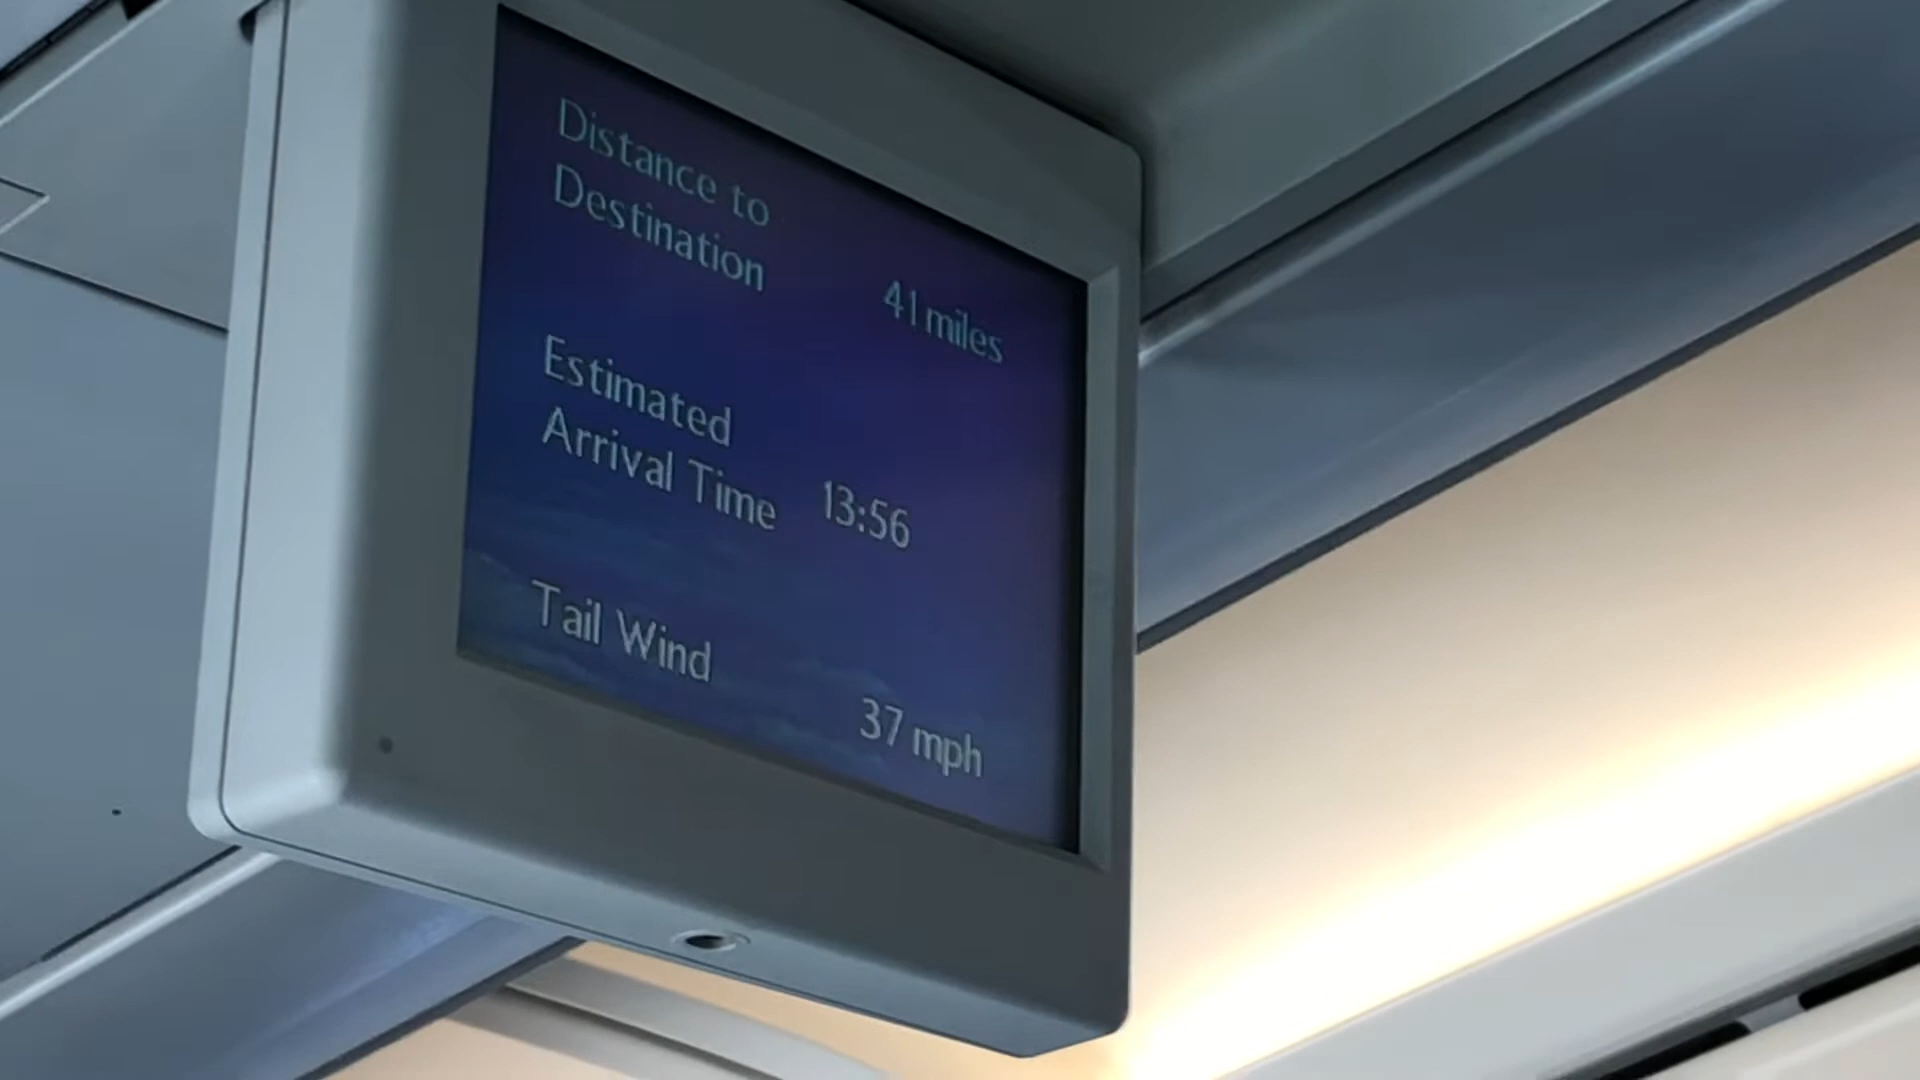 Distance to
Destination
41 miles
Estimated
Arrival Time 13:56
Tail Wind
37 mph